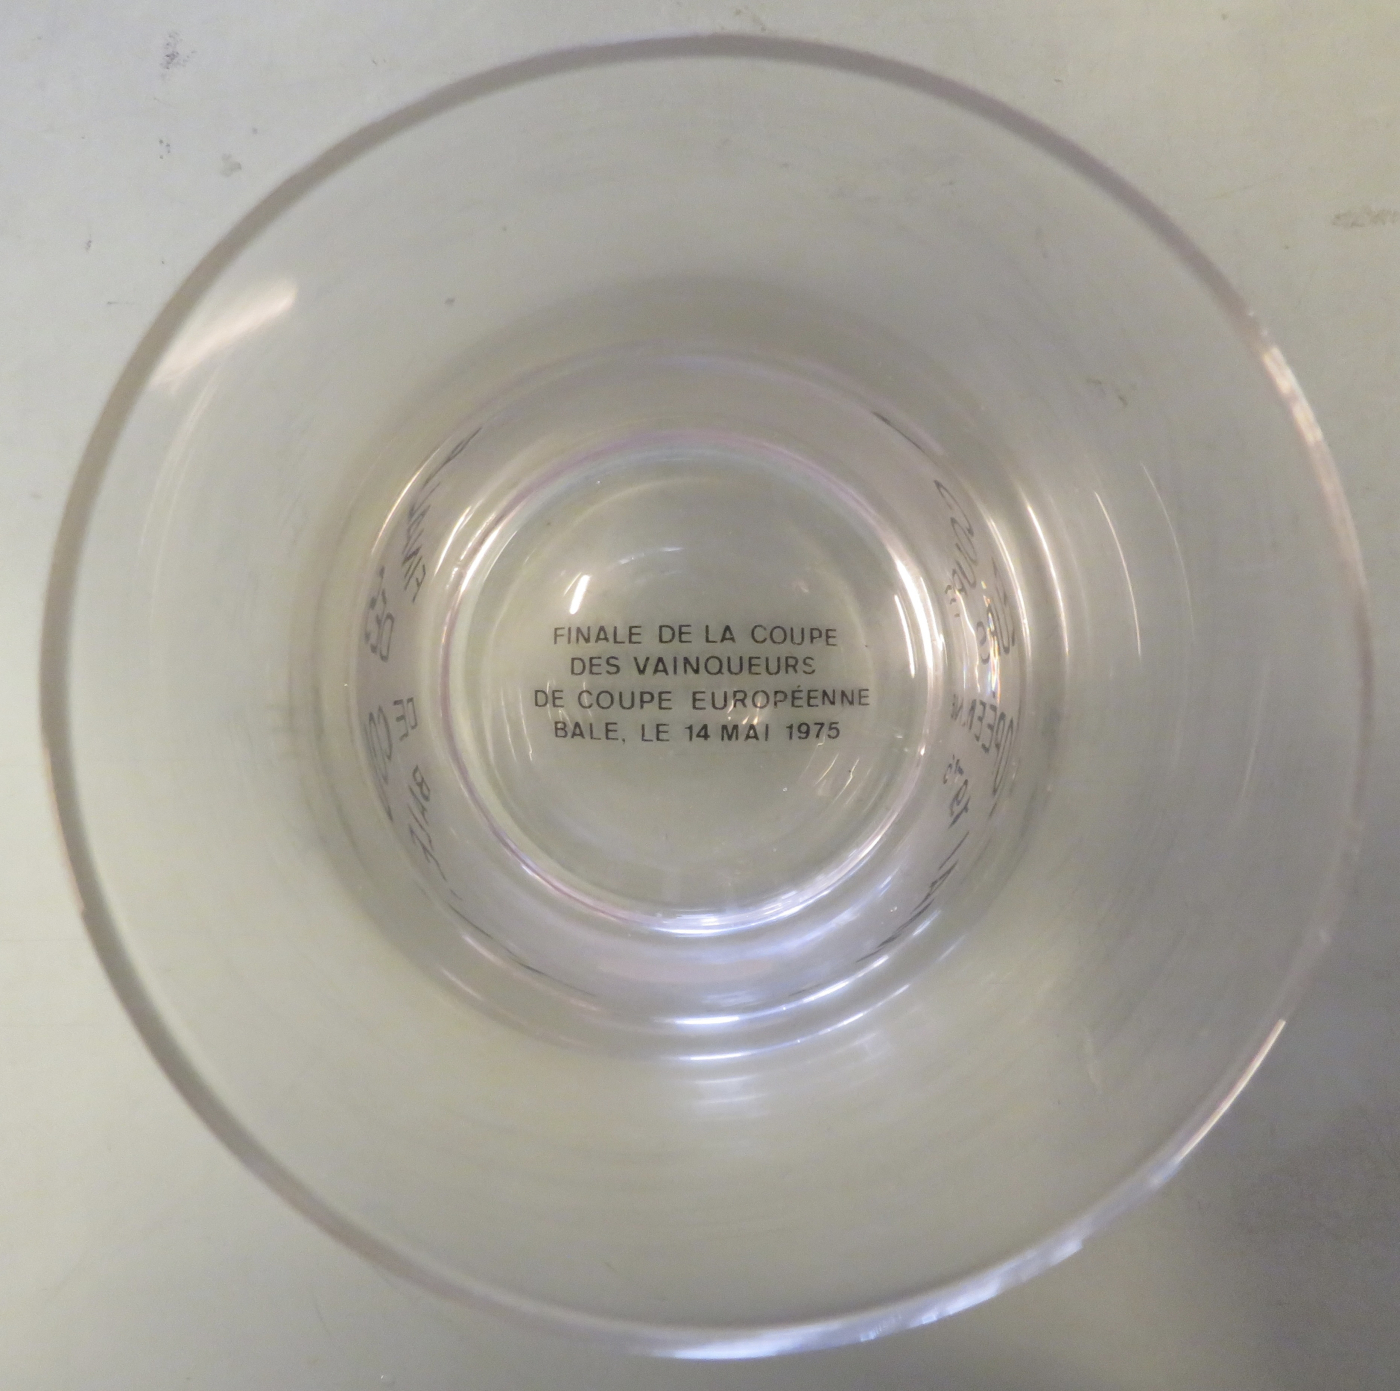 FINALE DE LA COUPE
DES VAINQUEURS
DE COUPE EUROPÉENNE
BALE, LE 14 MAI 1975